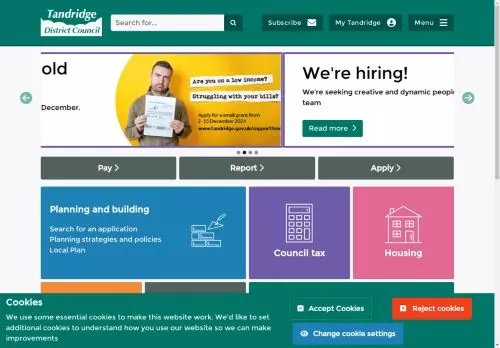 Tandridge
District Council
Search for...
Subscribe
My Tandridge
Menu
old
December.
Are you on a low income?
Struggling with your bills?
Apply for a small grant from
2-15 December 2024
www.tandridge.gov.uk/supportfund
We're hiring!
We're seeking creative and dynamic people
team
Read more
Pay
Report
Apply
Planning and building
Search for an application
Planning strategies and policies
Local Plan
Council tax
Housing
Cookies
We use some essential cookies to make this website work. We'd like to set
additional cookies to understand how you use our website so we can make
improvements
Accept Cookies
Reject cookies
Change cookie settings